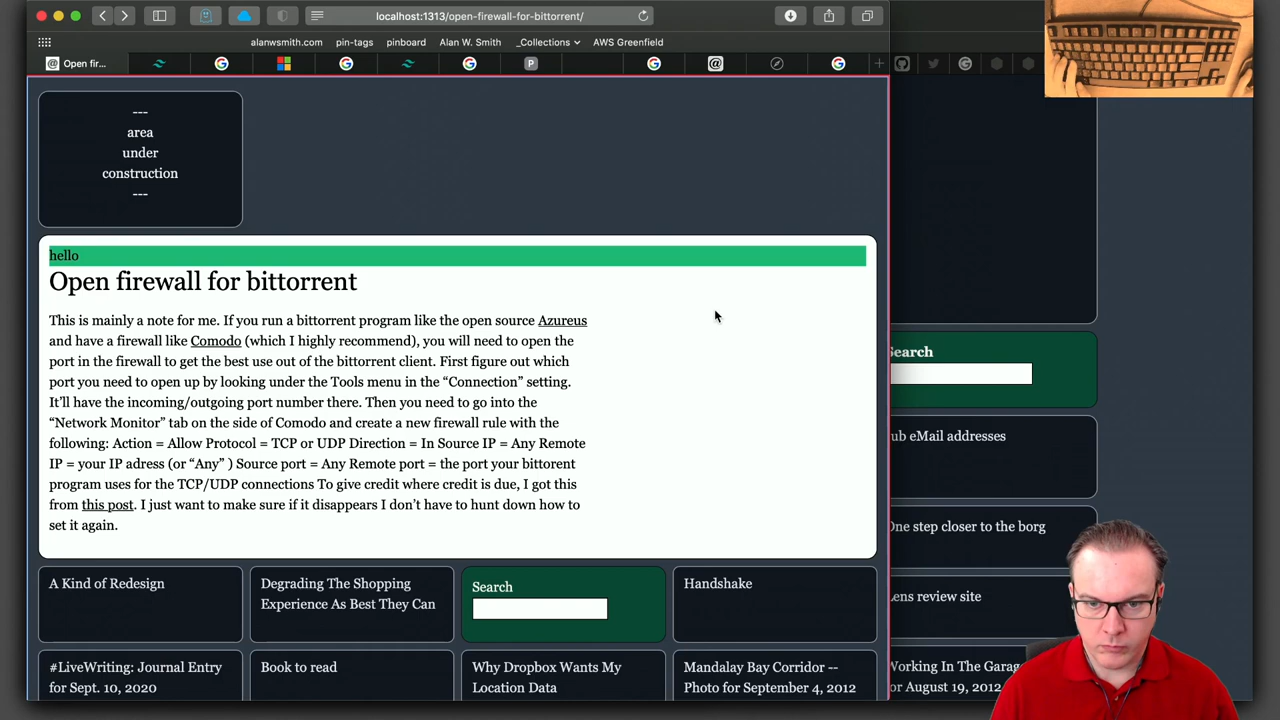 localhost:1313/open-firewall-for-bittorrent/
alanwsmith.com pin-tags pinboard Alan W. Smith _Collections AWS Greenfield
Open fir...
---
area
under
construction
---
hello
Open firewall for bittorrent
This is mainly a note for me. If you run a bittorrent program like the open source Azureus
and have a firewall like Comodo (which I highly recommend), you will need to open the
port in the firewall to get the best use out of the bittorrent client. First figure out which
port you need to open up by looking under the Tools menu in the “Connection” setting.
It’ll have the incoming/outgoing port number there. Then you need to go into the
“Network Monitor” tab on the side of Comodo and create a new firewall rule with the
following: Action = Allow Protocol = TCP or UDP Direction = In Source IP = Any Remote
IP = your IP adress (or “Any” ) Source port = Any Remote port = the port your bittorent
program uses for the TCP/UDP connections To give credit where credit is due, I got this
from this post. I just want to make sure if it disappears I don’t have to hunt down how to
set it again.
A Kind of Redesign
Degrading The Shopping
Experience As Best They Can
Search
Handshake
#LiveWriting: Journal Entry
for Sept. 10, 2020
Book to read
Why Dropbox Wants My
Location Data
Mandalay Bay Corridor --
Photo for September 4, 2012
Search
ub eMail addresses
One step closer to the borg
Lens review site
Working In The Garag
or August 19, 2012